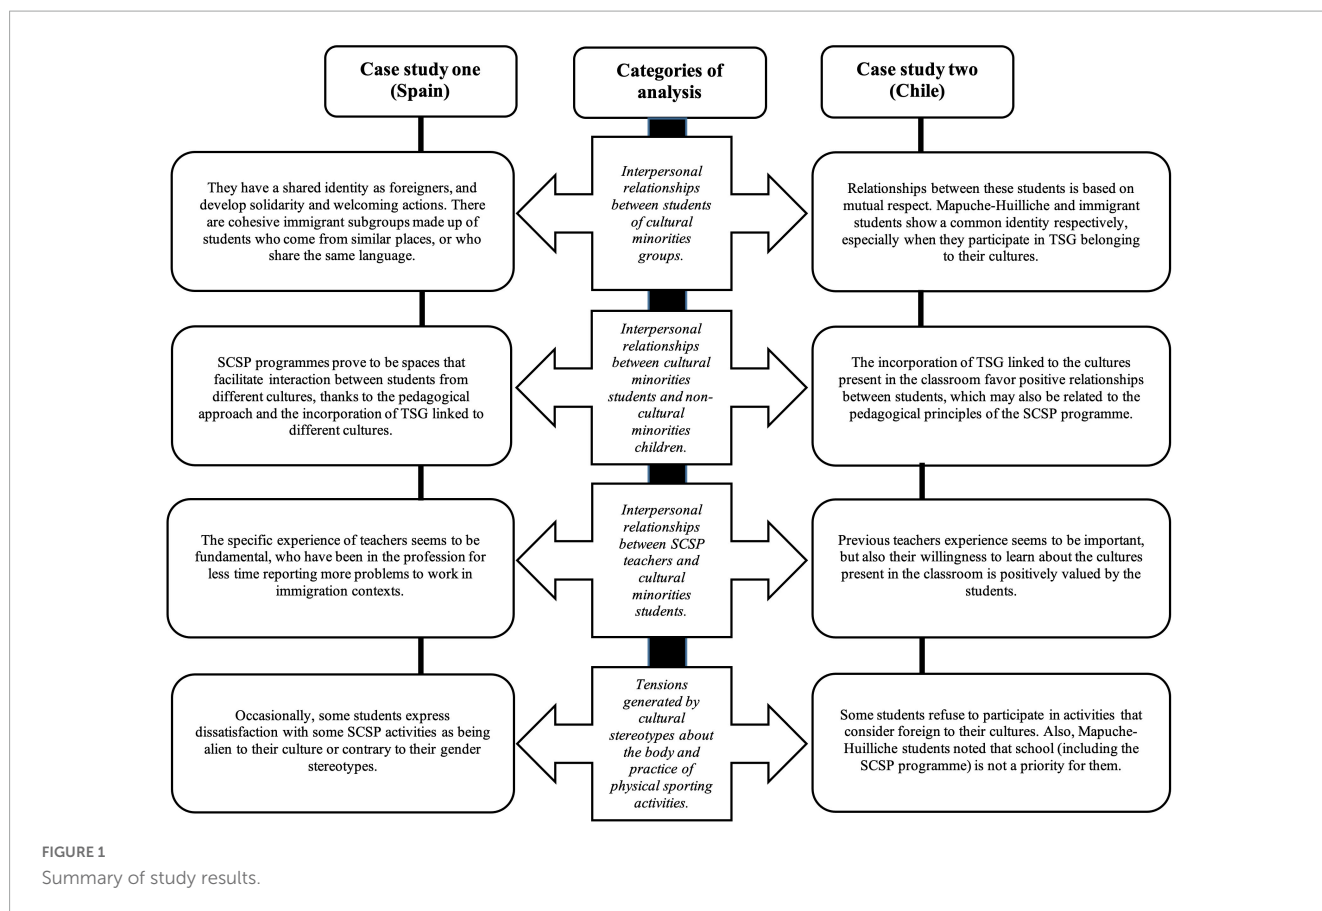 Case study one
(Spain)
Categories of
analysis
Case study two
(Chile)
They have a shared identity as foreigners, and
develop solidarity and welcoming actions. There
are cohesive immigrant subgroups made up of
students who come from similar places, or who
share the same language.
Interpersonal
relationships
between students
of cultural
minorities
groups.
Relationships between these students is based on
mutual respect. Mapuche-Huilliche and immigrant
students show a common identity respectively,
especially when they participate in TSG belonging
to their cultures.
SCSP programmes prove to be spaces that
facilitate interaction between students from
different cultures, thanks to the pedagogical
approach and the incorporation of TSG linked to
different cultures.
Interpersonal
relationships
between cultural
minorities
students and non-
cultural
minorities
children.
The incorporation of TSG linked to the cultures
present in the classroom favor positive relationships
between students, which may also be related to the
pedagogical principles of the SCSP programme.
The specific experience of teachers seems to be
fundamental, who have been in the profession for
less time reporting more problems to work in
immigration contexts.
Interpersonal
relationships
between SCSP
teachers and
cultural
minorities
students.
Previous teachers experience seems to be important,
but also their willingness to learn about the cultures
present in the classroom is positively valued by the
students.
Occasionally, some students express
dissatisfaction with some SCSP activities as being
alien to their culture or contrary to their gender
stereotypes.
Tensions
generated by
cultural
stereotypes about
the body and
practice of
physical sporting
activities.
Some students refuse to participate in activities that
consider foreign to their cultures. Also, Mapuche-
Huilliche students noted that school (including the
SCSP programme) is not a priority for them.
FIGURE 1
Summary of study results.